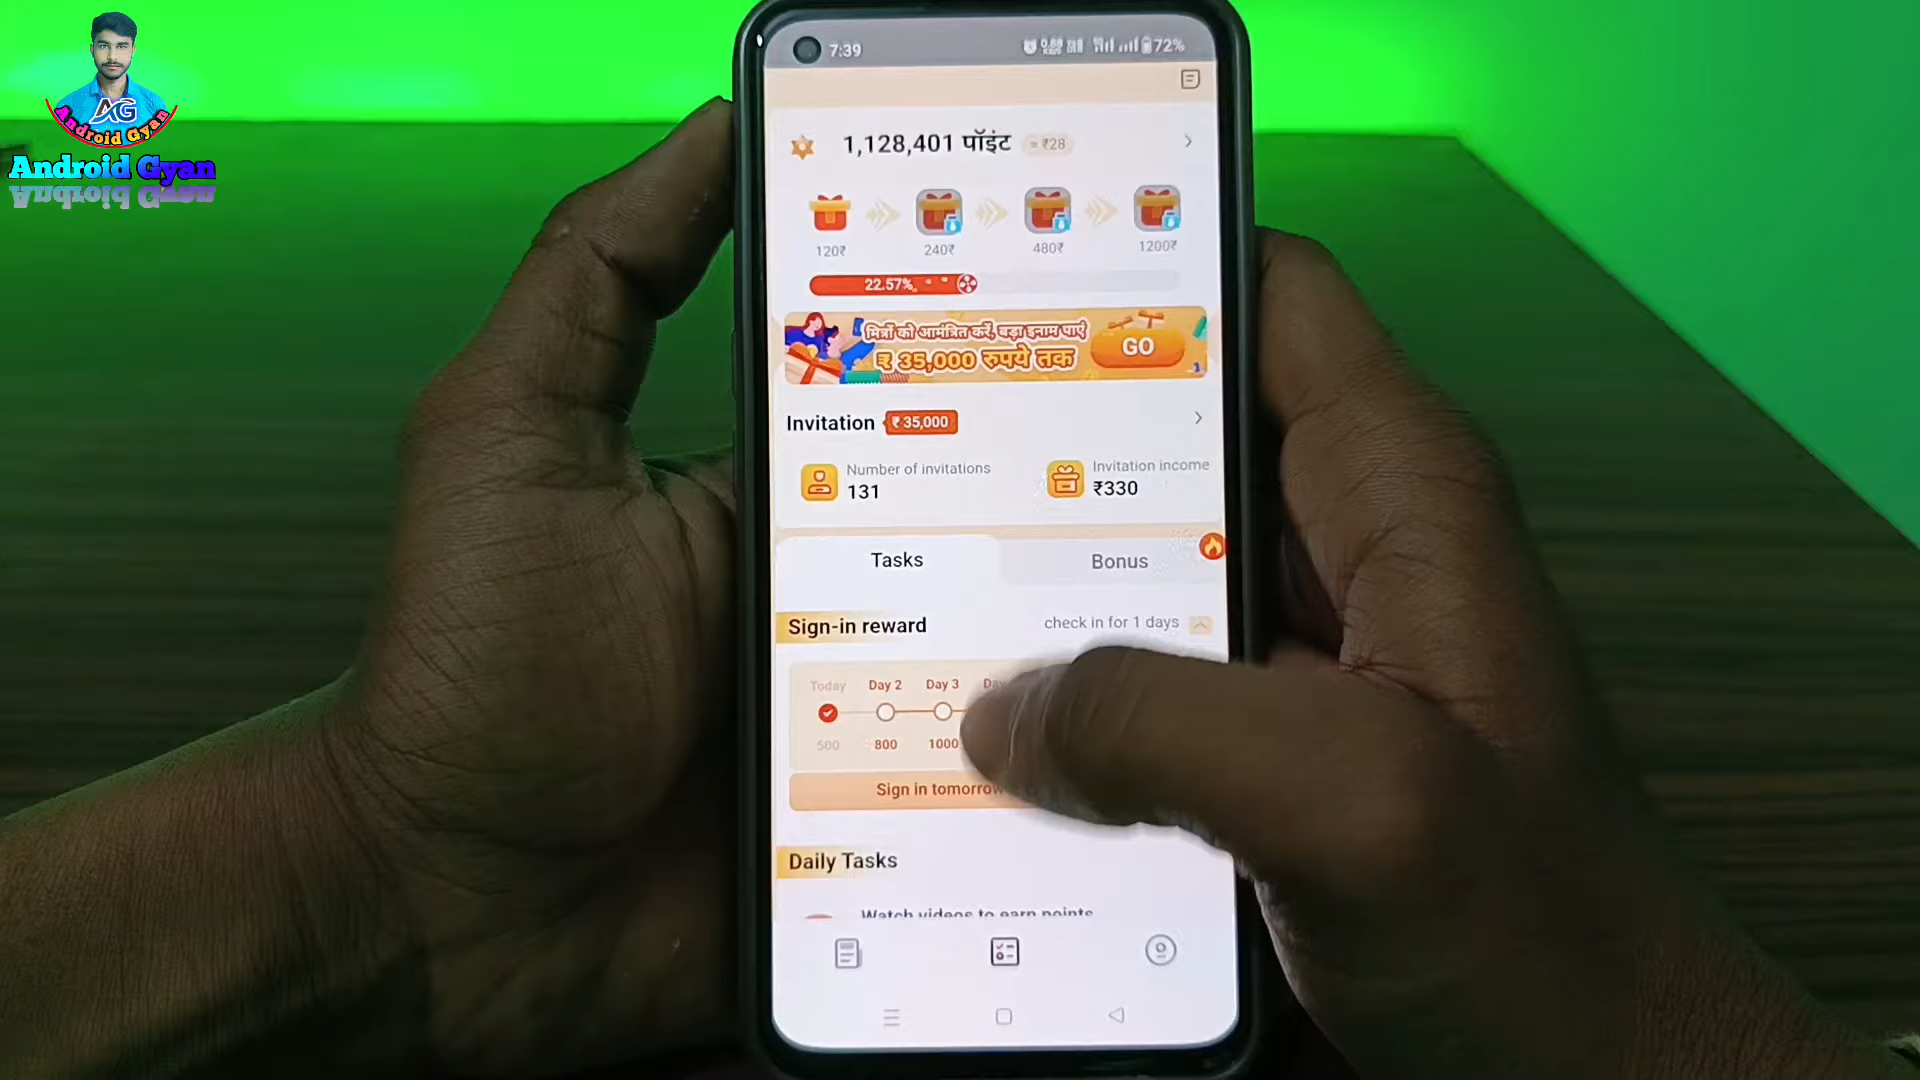 AG
Android Gyan
Android Gyan
7:39
0.88 KB/S
72%
1,128,401 पॉइंट = ₹28
120₹ 240₹ 480₹ 1200₹
22.57%
मित्रों को आमंत्रित करें, बड़ा इनाम पाएं
₹ 35,000 रुपये तक
GO
Invitation ₹ 35,000
Number of invitations
131
Invitation income
₹330
Tasks Bonus
Sign-in reward check in for 1 days
Today Day 2 Day 3
500 800 1000
Sign in tomorrow
Daily Tasks
Watch videos to earn points